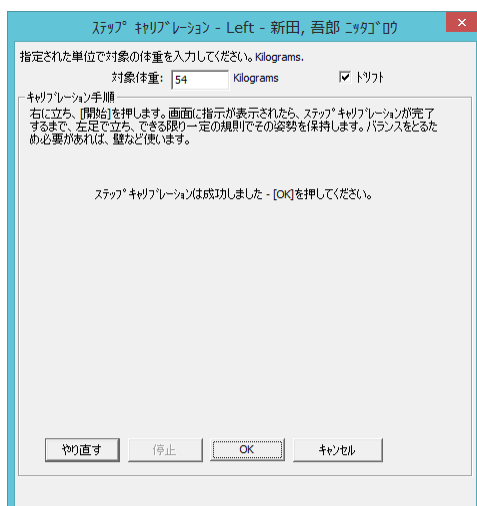 ステップ キャリブレーション - Left - 新田, 吾郎 ニッタゴロウ
指定された単位で対象の体重を入力してください。Kilograms.
対象体重: 54 Kilograms ドリフト
キャリブレーション手順
右に立ち、[開始]を押します。画面に指示が表示されたら、ステップ キャリブレーションが完了
するまで、左足で立ち、できる限り一定の規則でその姿勢を保持します。バランスをとるた
め必要があれば、壁など使います。
ステップ キャリブレーションは成功しました - [OK]を押してください。
やり直す 停止 OK キャンセル